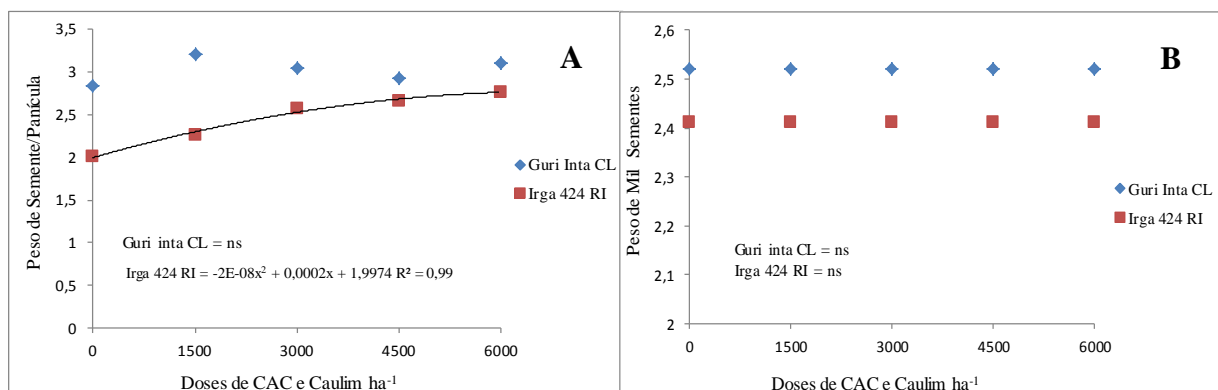 A
Peso de Semente/Panícula
3,5
3
2,5
2
1,5
1
0,5
0
0 1500 3000 4500 6000
Doses de CAC e Caulim ha-1
Guri Inta CL
Irga 424 RI
Guri inta CL = ns
Irga 424 RI = -2E-08x² + 0,0002x + 1,9974 R² = 0,99
B
Peso de Mil Sementes
2,6
2,5
2,4
2,3
2,2
2,1
2
0 1500 3000 4500 6000
Doses de CAC e Caulim ha-1
Guri Inta CL
Irga 424 RI
Guri inta CL = ns
Irga 424 RI = ns